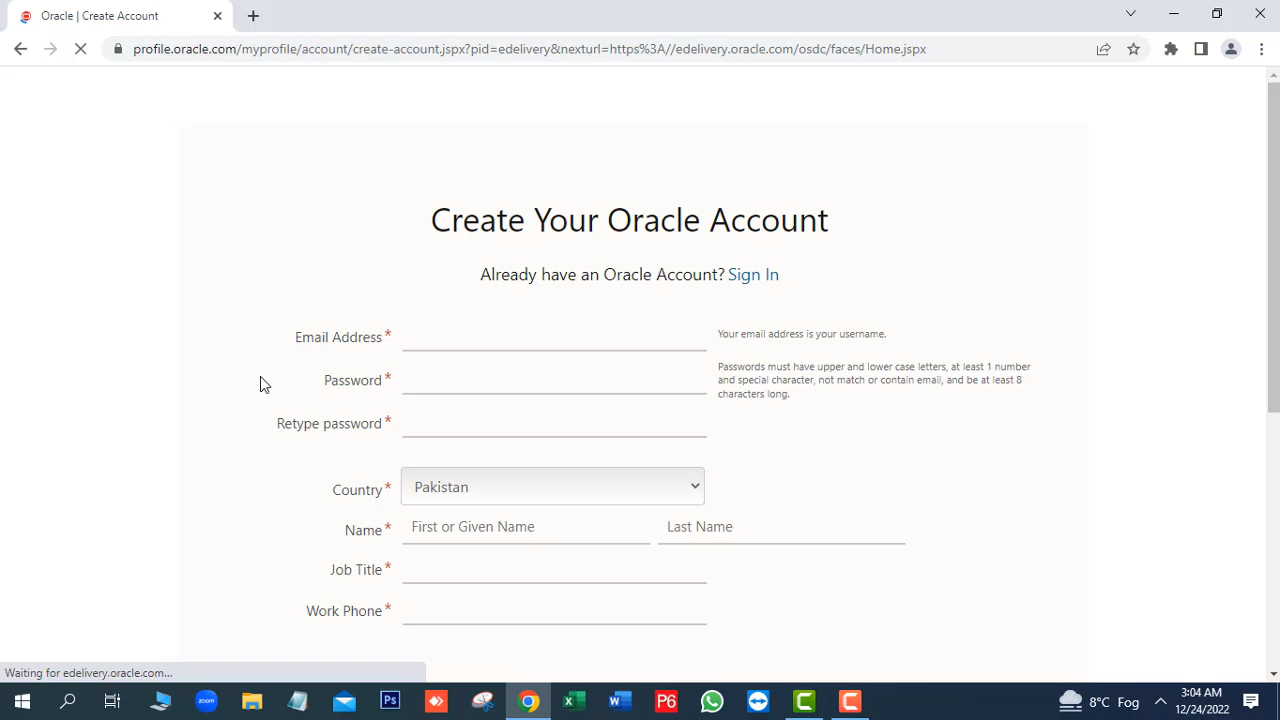 Oracle | Create Account
profile.oracle.com/myprofile/account/create-account.jspx?pid=edelivery&nexturl=https%3A//edelivery.oracle.com/osdc/faces/Home.jspx
Create Your Oracle Account
Already have an Oracle Account? Sign In
Email Address*
Your email address is your username.
Password*
Passwords must have upper and lower case letters, at least 1 number
and special character, not match or contain email, and be at least 8
characters long.
Retype password*
Country* Pakistan
Name* First or Given Name Last Name
Job Title*
Work Phone*
Waiting for edelivery.oracle.com...
zoom Ps P6
8°C Fog
3:04 AM
12/24/2022